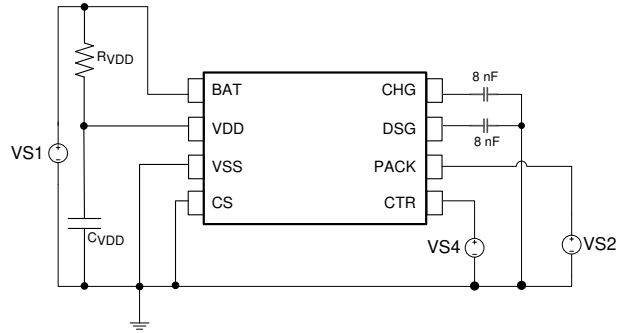 RVDD
BAT
CHG
8 nF
VDD
DSG
8 nF
VS1
VSS
PACK
CS
CTR
CVDD
VS4
VS2